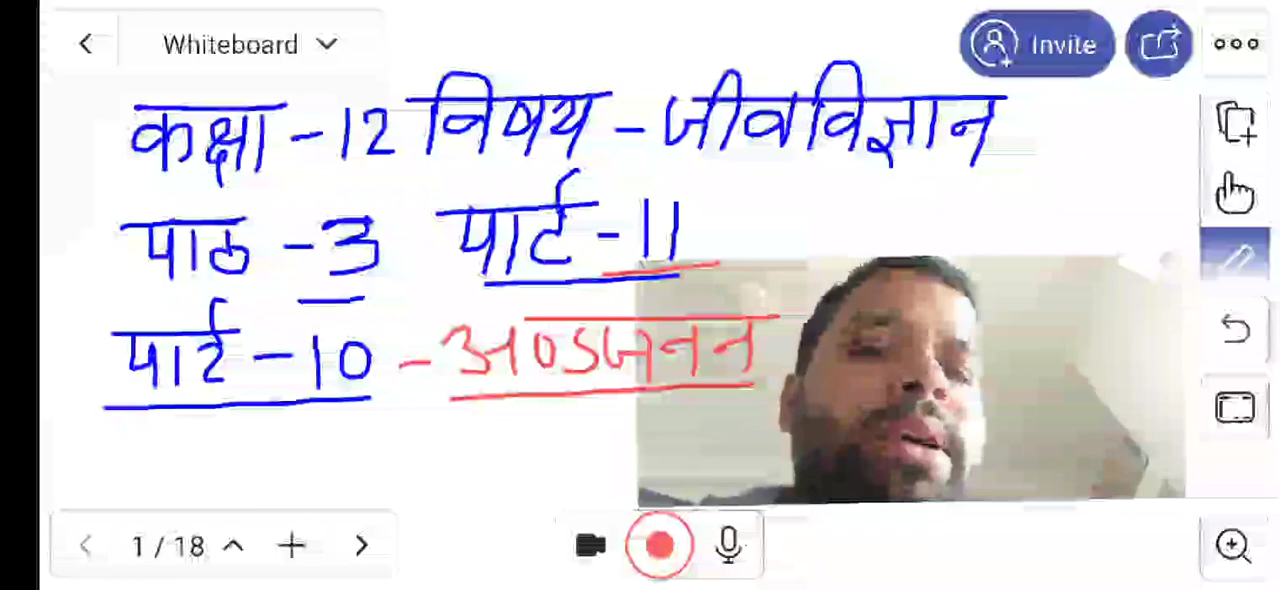 Whiteboard
Invite
कक्षा - 12 विषय - जीवविज्ञान
पाठ - 3 पार्ट - 11
पार्ट - 10 - अण्डजनन
1 / 18